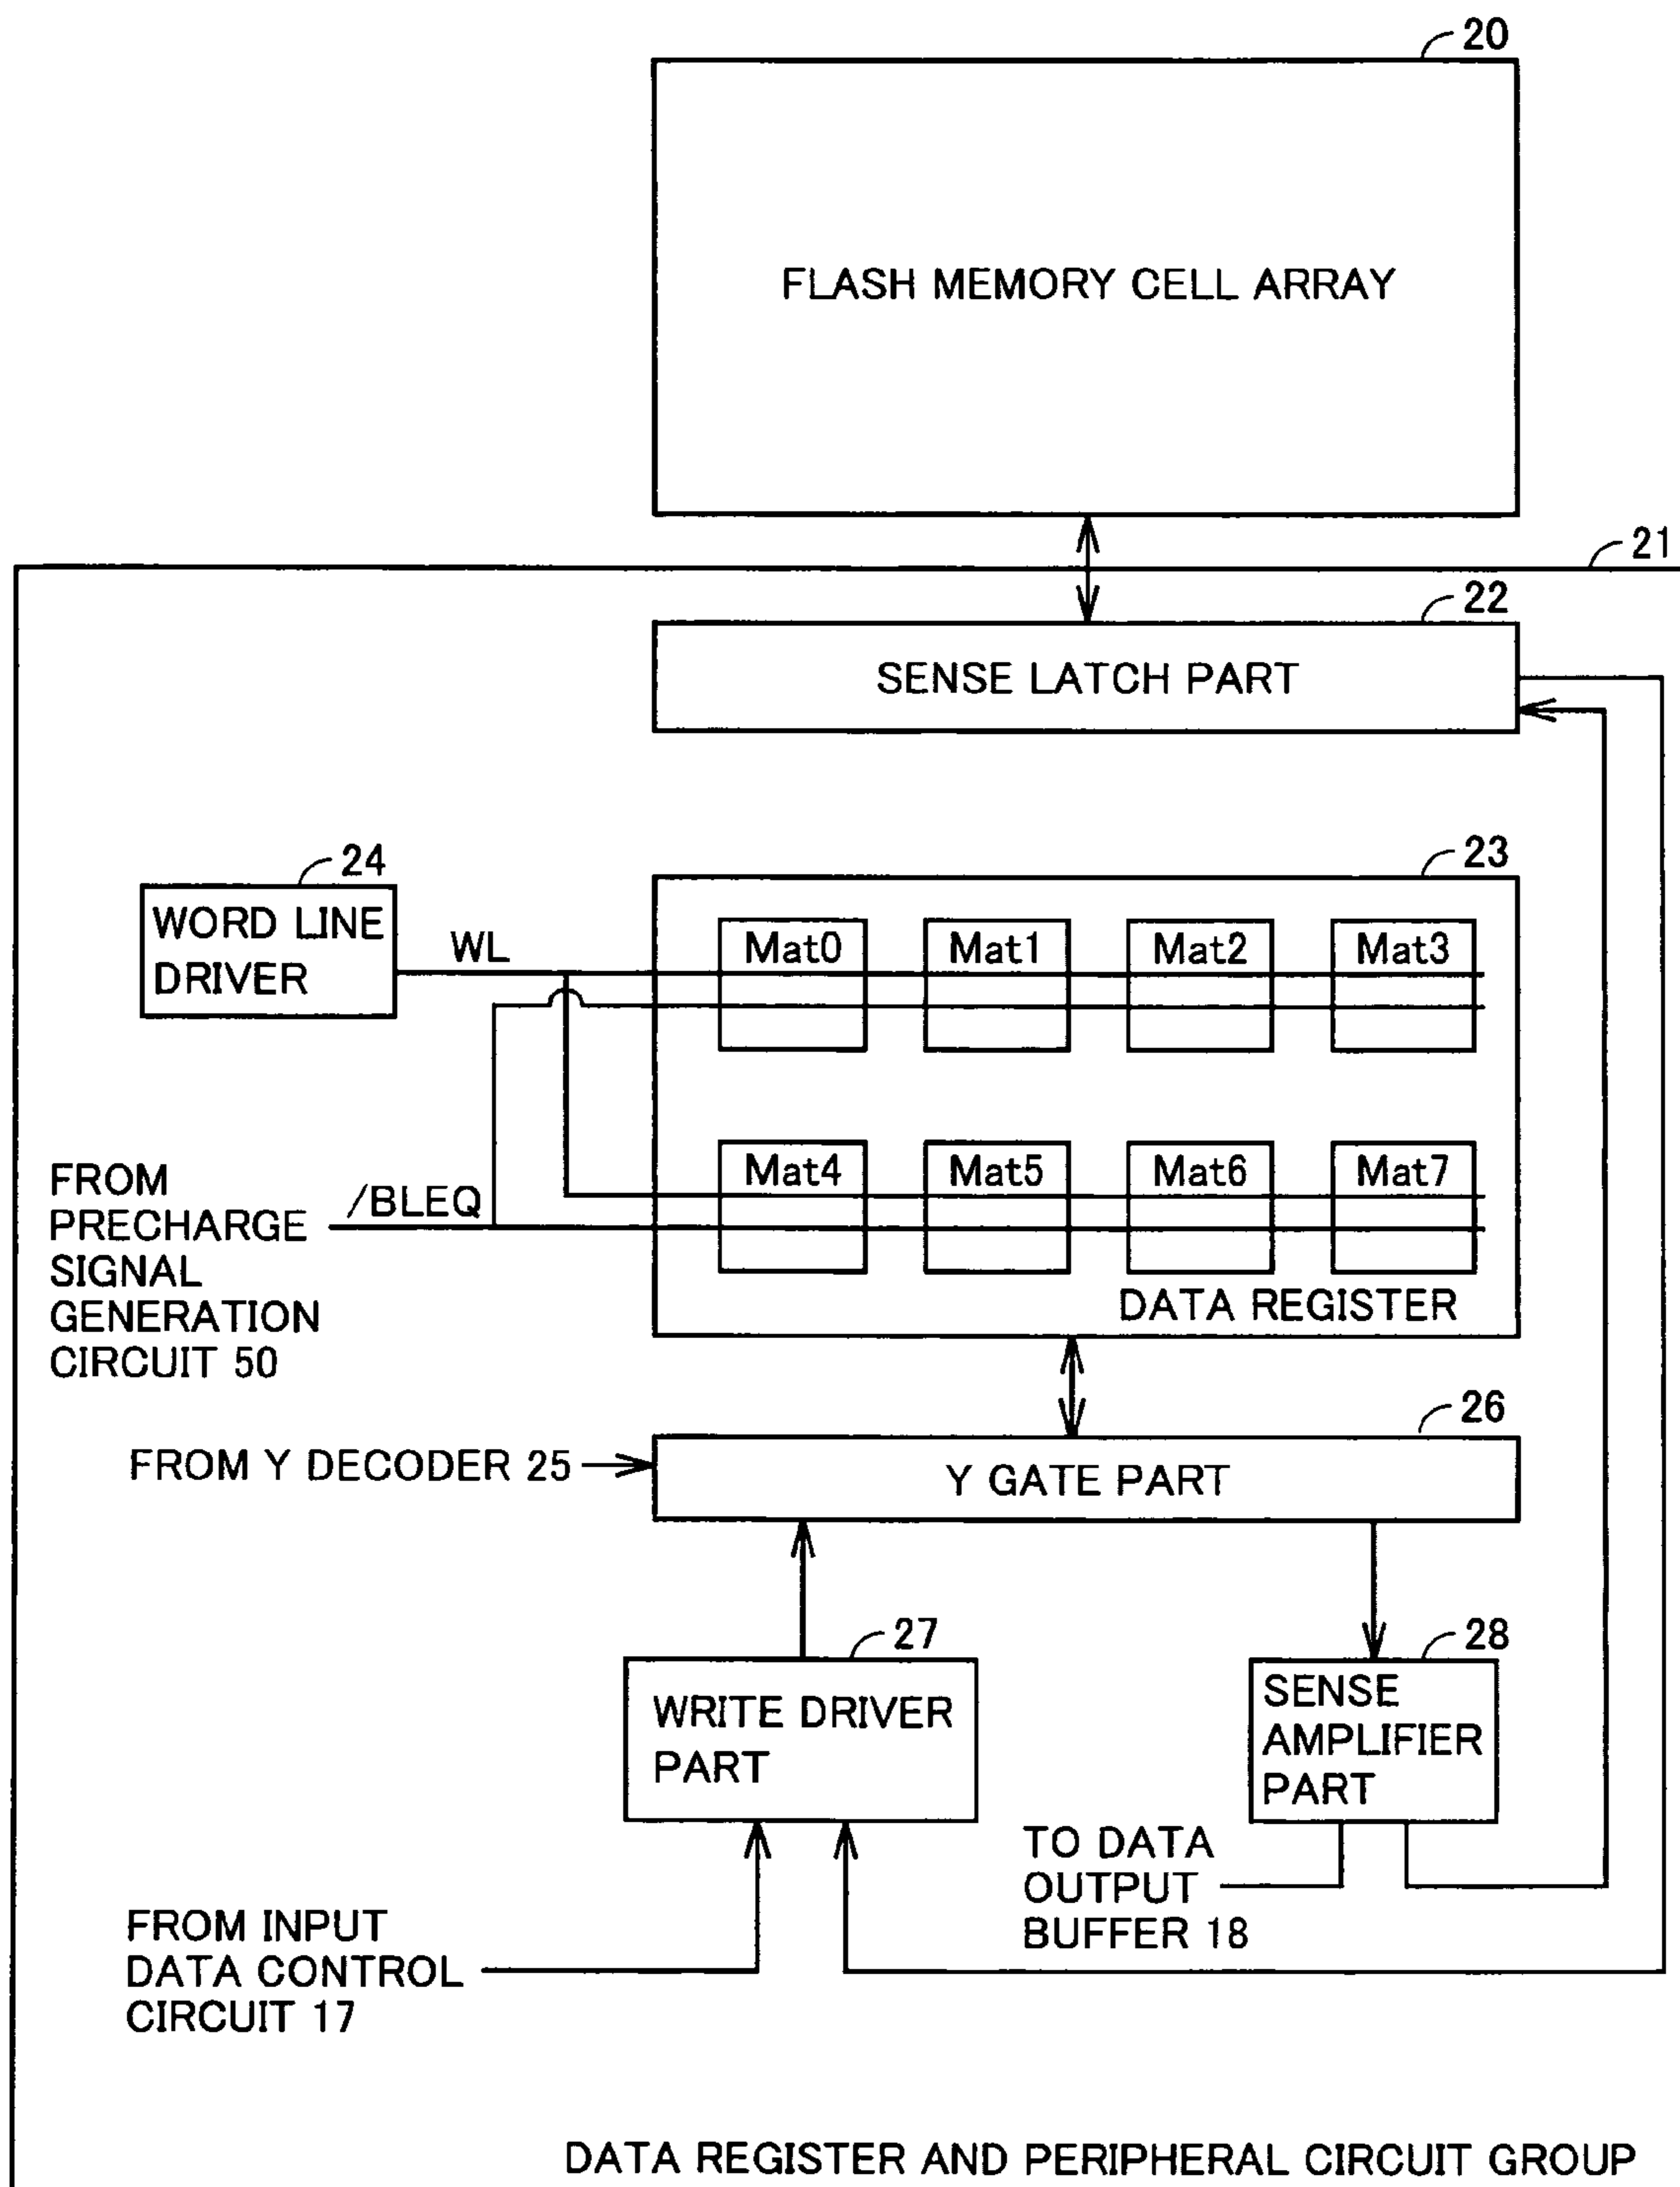 20
FLASH MEMORY CELL ARRAY
21
22
SENSE LATCH PART
24
WORD LINE
DRIVER
WL
23
Mat0 Mat1 Mat2 Mat3
Mat4 Mat5 Mat6 Mat7
DATA REGISTER
FROM
PRECHARGE
SIGNAL
GENERATION
CIRCUIT 50
/BLEQ
26
FROM Y DECODER 25
Y GATE PART
27
WRITE DRIVER
PART
28
SENSE
AMPLIFIER
PART
TO DATA
OUTPUT
BUFFER 18
FROM INPUT
DATA CONTROL
CIRCUIT 17
DATA REGISTER AND PERIPHERAL CIRCUIT GROUP